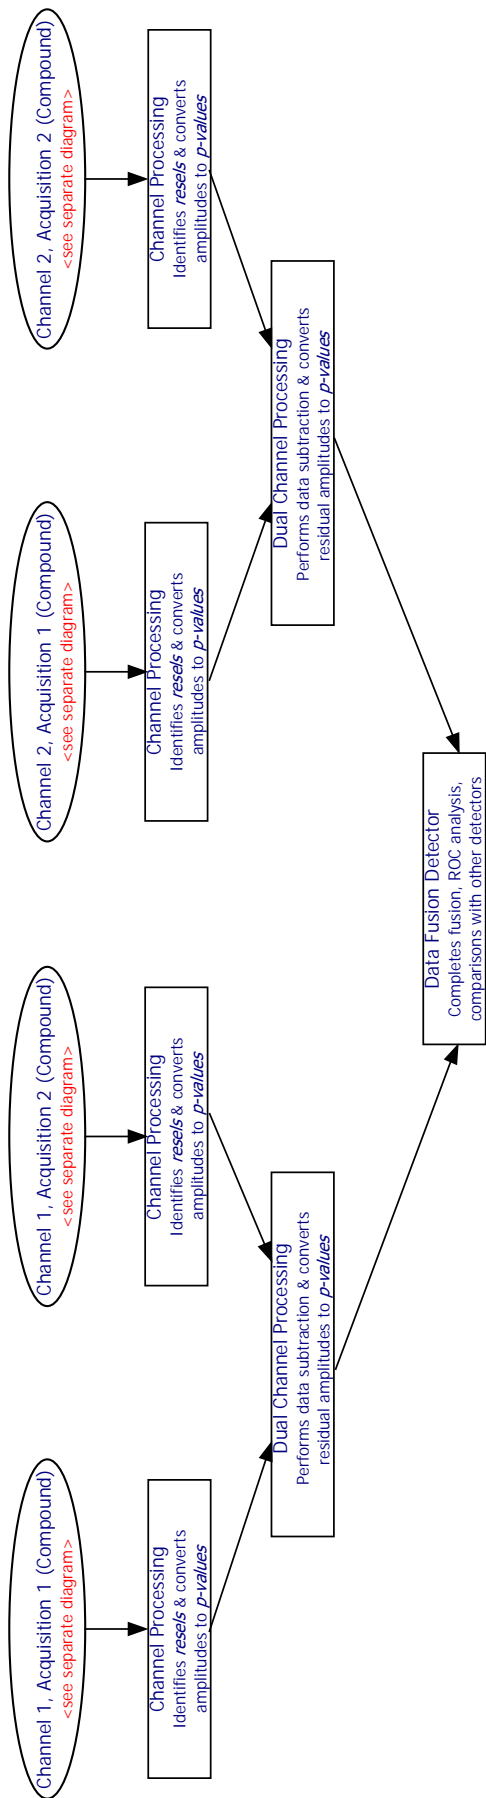 Channel 1, Acquisition 1 (Compound)
<see separate diagram>
Channel 1, Acquisition 2 (Compound)
<see separate diagram>
Channel 2, Acquisition 1 (Compound)
<see separate diagram>
Channel 2, Acquisition 2 (Compound)
<see separate diagram>
Channel Processing
Identifies resels & converts
amplitudes to p-values
Channel Processing
Identifies resels & converts
amplitudes to p-values
Channel Processing
Identifies resels & converts
amplitudes to p-values
Channel Processing
Identifies resels & converts
amplitudes to p-values
Dual Channel Processing
Performs data subtraction & converts
residual amplitudes to p-values
Dual Channel Processing
Performs data subtraction & converts
residual amplitudes to p-values
Data Fusion Detector
Completes fusion, ROC analysis,
comparisons with other detectors